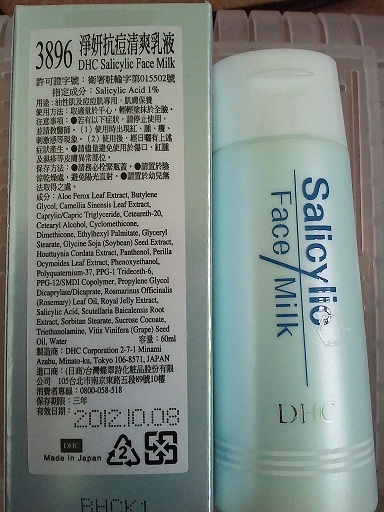 3896 淨妍抗痘清爽乳液
DHC Salicylic Face Milk
許可證字號：衛署粧輸字第015502號
指定成分：Salicylic Acid 1%
用途：油性肌及痘痘肌專用。肌膚保養
使用方法：取適量於手心，輕輕塗抹於全臉。
注意事項：●若有以下症狀，請停止使用，
並請教醫師。(1) 使用時出現紅、腫、癢、
刺激感等現象。(2) 使用後，經日曬有上述
症狀產生。●請儘量避免使用於傷口、紅腫
及濕疹等皮膚異常部位。
保存方法：●請務必栓緊瓶蓋。●請置於陰
涼乾燥處，避免陽光直射。●請置於幼兒無
法取得之處。
成分：Aloe Ferox Leaf Extract, Butylene
Glycol, Camellia Sinensis Leaf Extract,
Caprylic/Capric Triglyceride, Ceteareth-20,
Cetearyl Alcohol, Cyclomethicone,
Dimethicone, Ethylhexyl Palmitate, Glyceryl
Stearate, Glycine Soja (Soybean) Seed Extract,
Houttuynia Cordata Extract, Panthenol, Perilla
Ocymoides Leaf Extract, Phenoxyethanol,
Polyquaternium-37, PPG-1 Trideceth-6,
PPG-12/SMDI Copolymer, Propylene Glycol
Dicaprylate/Dicaprate, Rosmarinus Officinalis
(Rosemary) Leaf Oil, Royal Jelly Extract,
Salicylic Acid, Scutellaria Baicalensis Root
Extract, Sorbitan Stearate, Sucrose Cocoate,
Triethanolamine, Vitis Vinifera (Grape) Seed
Oil, Water 容量：60ml
製造商：DHC Corporation 2-7-1 Minami
Azabu, Minato-ku, Tokyo 106-8571, JAPAN
進口商：(日商)台灣蝶翠詩化粧品股份有限
公司 105台北市南京東路五段89號10樓
消費者專線：0800-058-518
保存期限：三年
有效日期：2012.10.08
DHC
Made in Japan
2
BHCK1
Salicylic
Face Milk
DHC